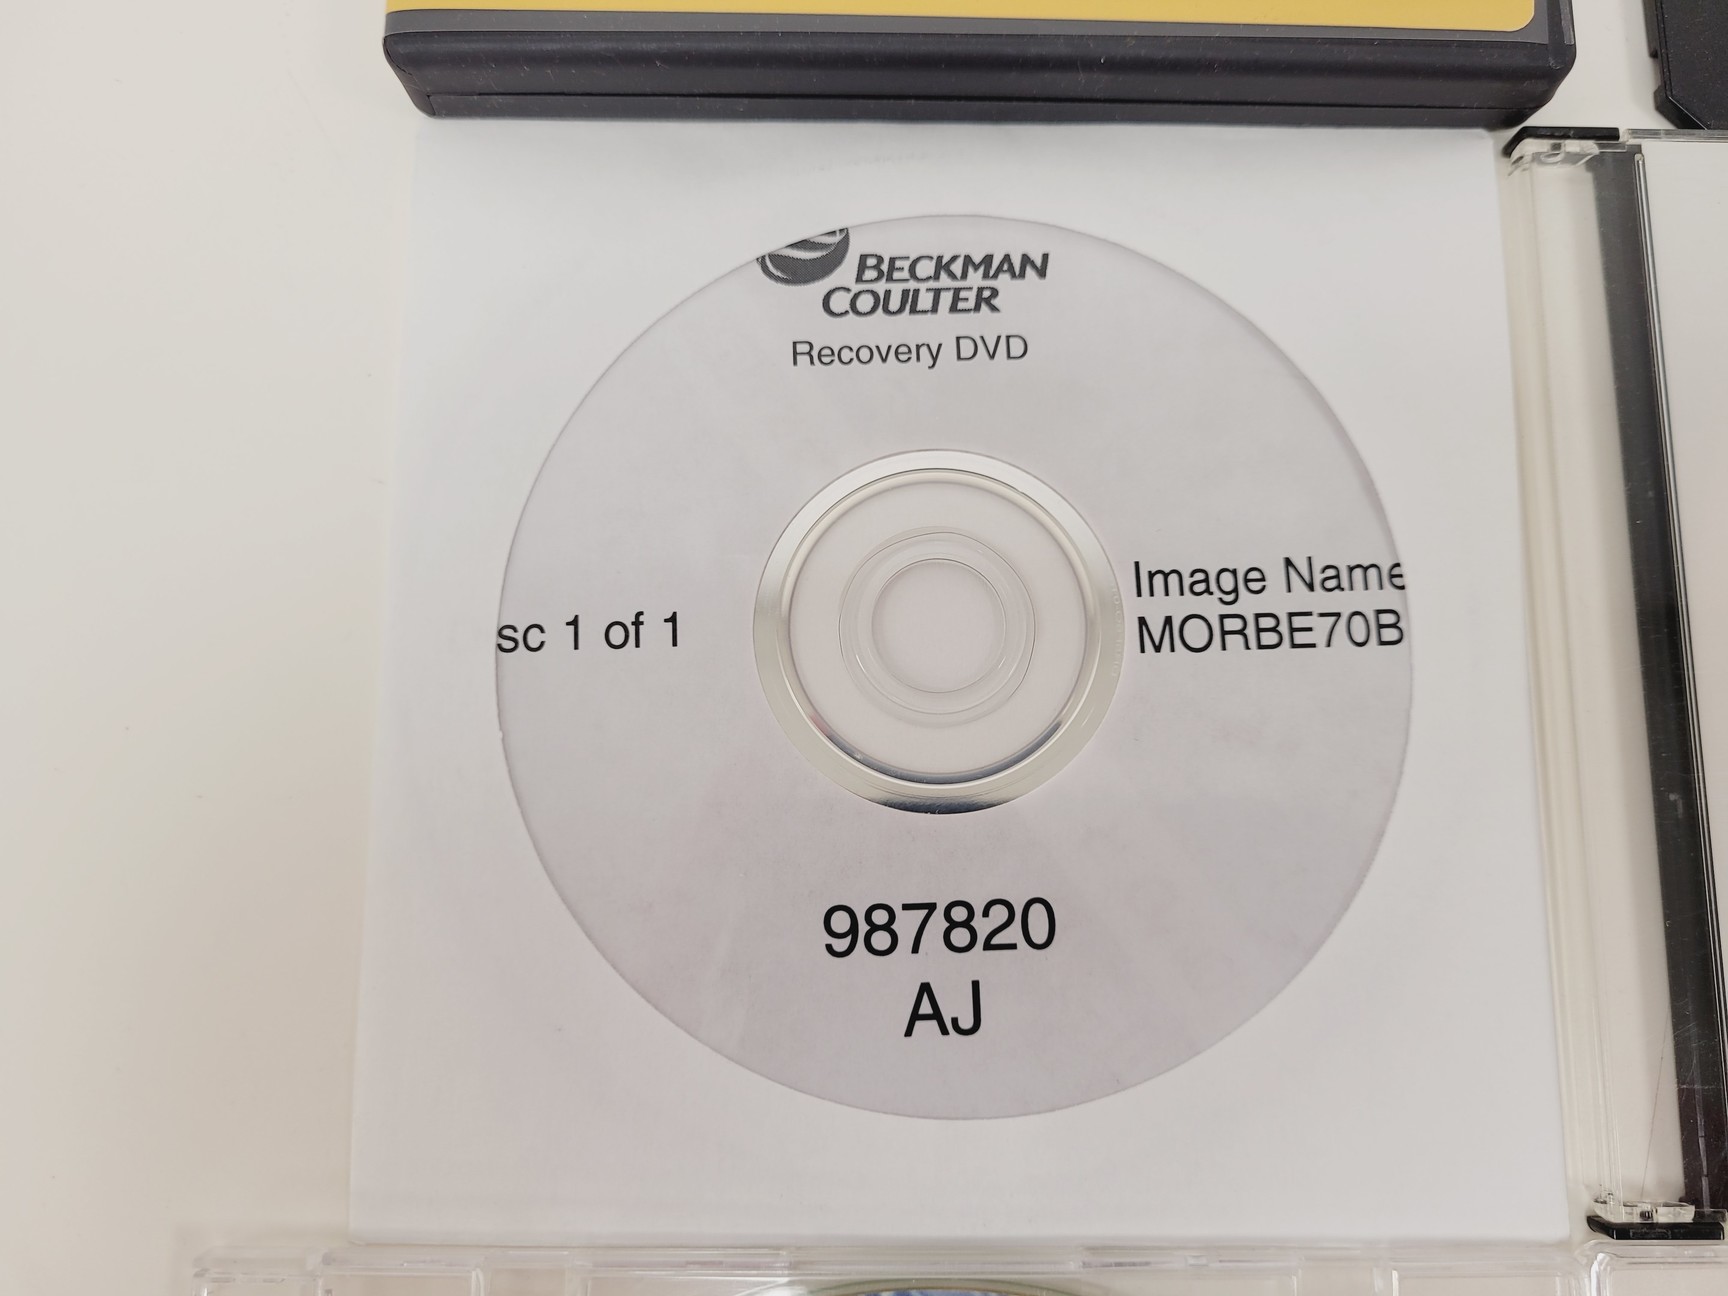 BECKMAN
COULTER
Recovery DVD
sc 1 of 1
Image Name
MORBE70B
987820
AJ